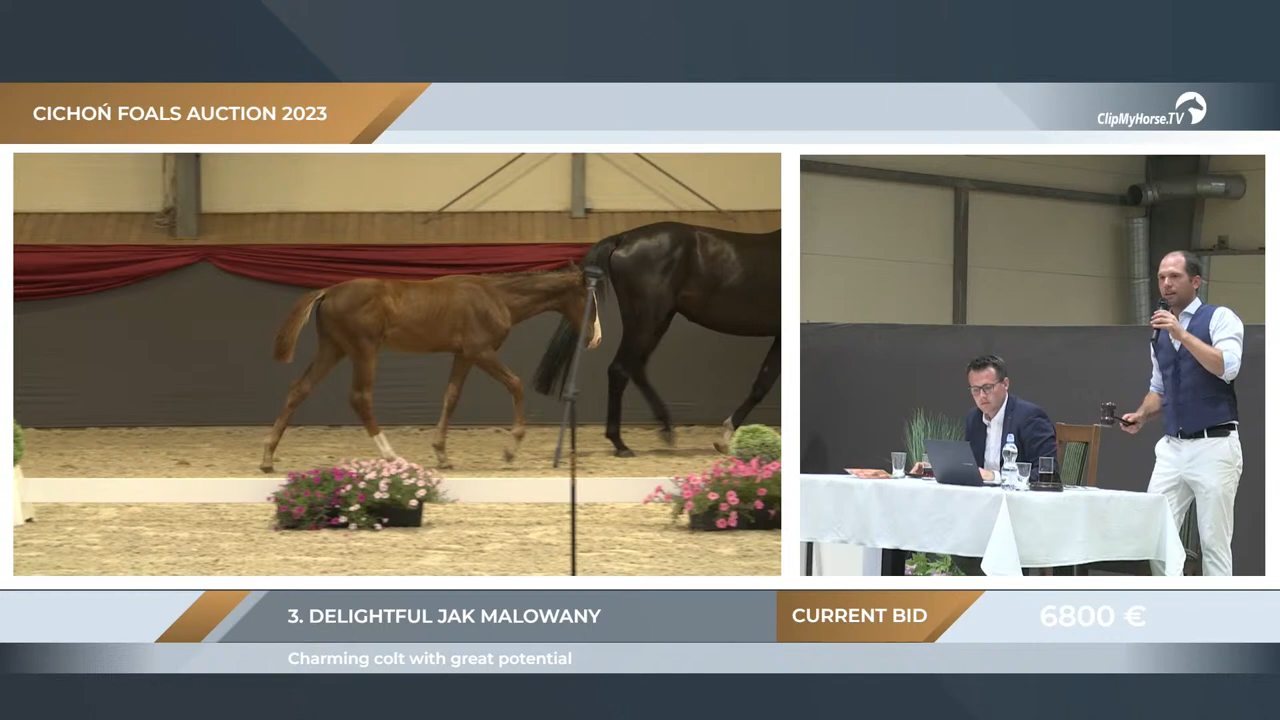 CICHOŃ FOALS AUCTION 2023
ClipMyHorse.TV
3. DELIGHTFUL JAK MALOWANY
CURRENT BID
6800 €
Charming colt with great potential